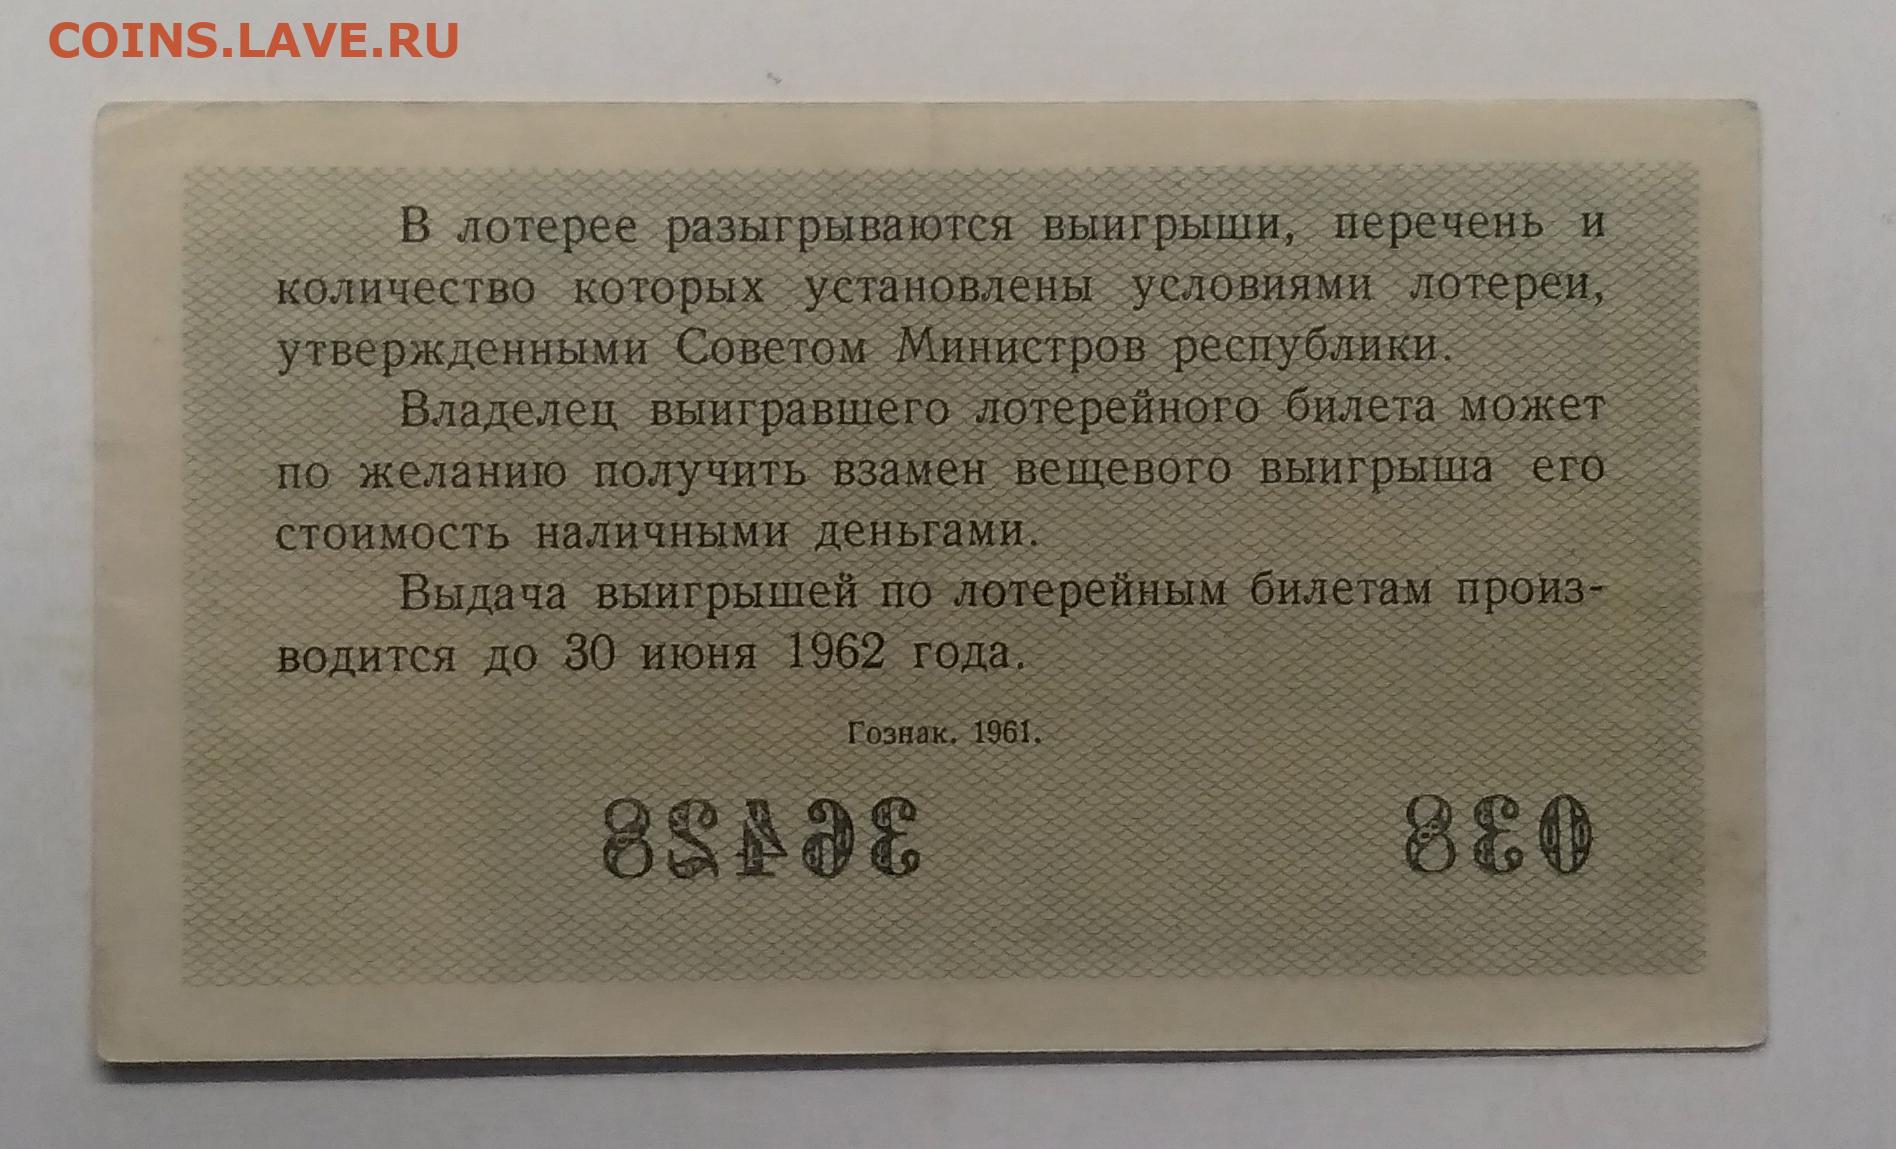 COINS.LAVE.RU
В лотерее разыгрываются выигрыши, перечень и
количество которых установлены условиями лотереи,
утвержденными Советом Министров республики.
Владелец выигравшего лотерейного билета может
по желанию получить взамен вещевого выигрыша его
стоимость наличными деньгами.
Выдача выигрышей по лотерейным билетам произ-
водится до 30 июня 1962 года.
Гознак. 1961.
038 36428